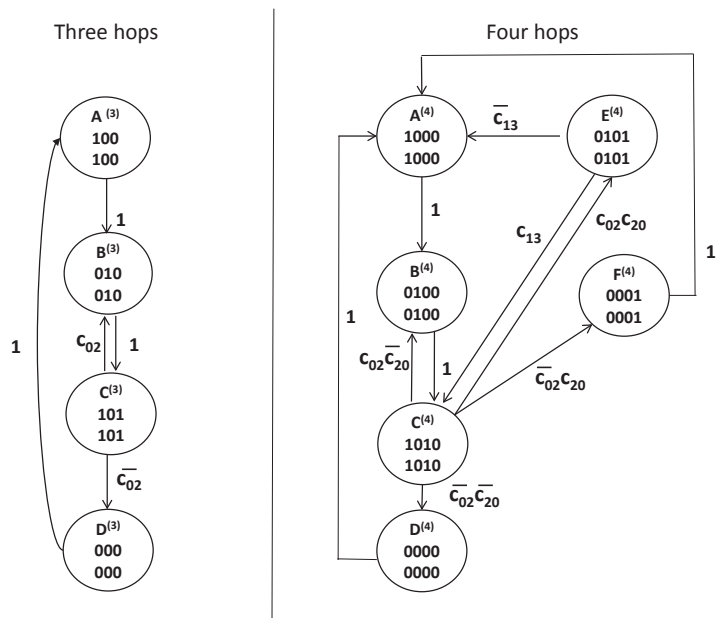 Three hops
A (3)
100
100
1
B(3)
010
010
c02
1
1
C(3)
101
101
c̅0̅2̅
D(3)
000
000
Four hops
A(4)
1000
1000
c̅13
E(4)
0101
0101
1
c13
c02c20
B(4)
0100
0100
F(4)
0001
0001
1
1
c02c̅20
1
c̅02c20
C(4)
1010
1010
c̅02c̅20
D(4)
0000
0000